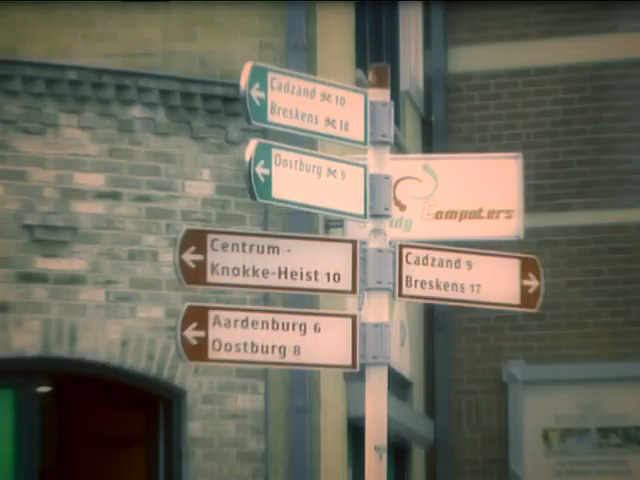 Cadzand 10
Breskens 18
Oostburg 9
Computers
Centrum -
Knokke-Heist 10
Cadzand 9
Breskens 17
Aardenburg 6
Oostburg 8